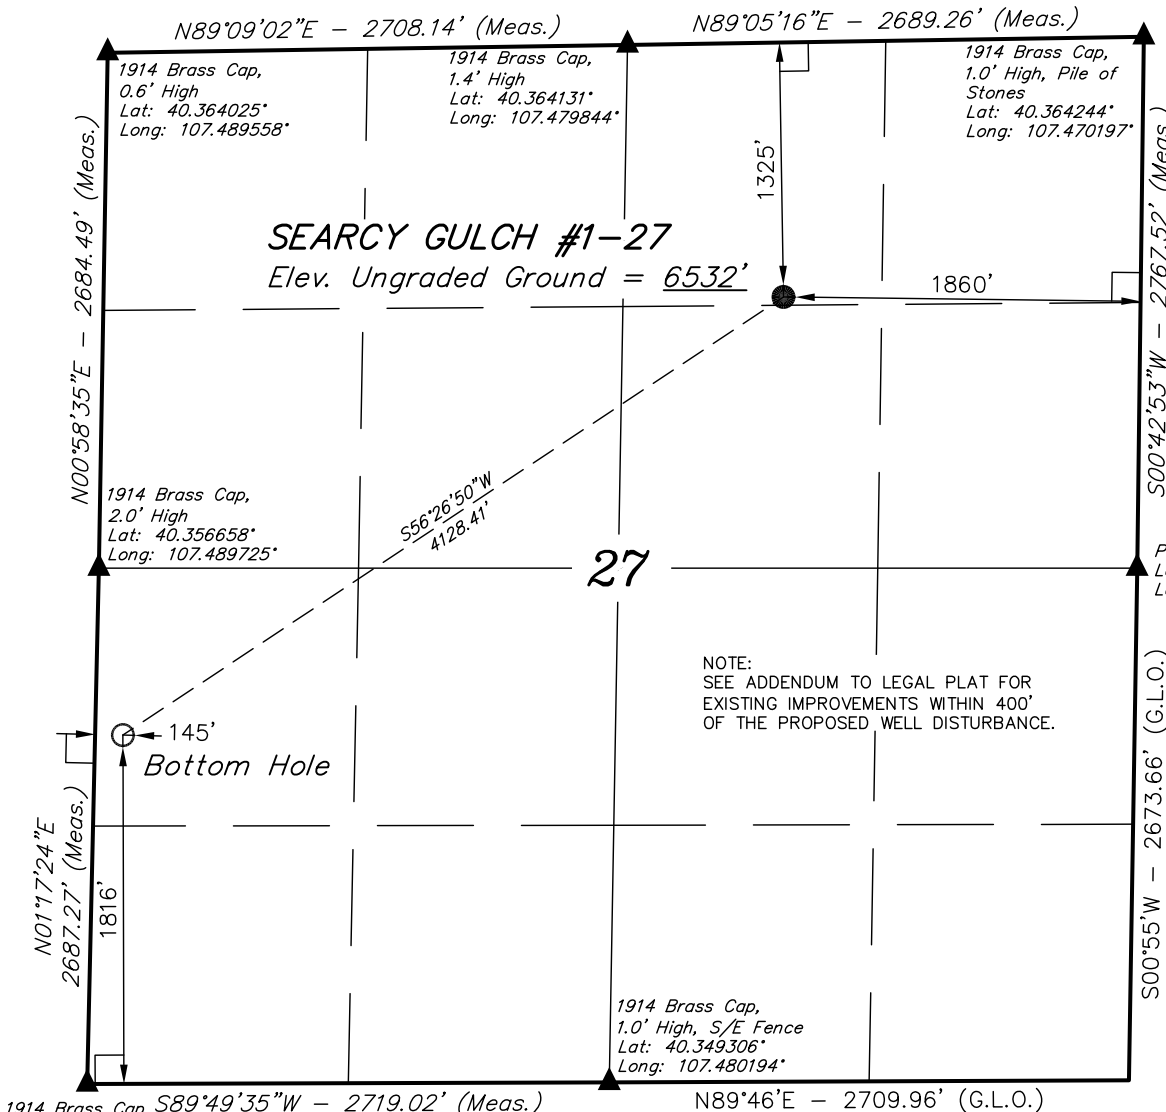 N89°09'02"E - 2708.14' (Meas.)
N89°05'16"E - 2689.26' (Meas.)
1914 Brass Cap,
0.6' High
Lat: 40.364025°
Long: 107.489558°
1914 Brass Cap,
1.4' High
Lat: 40.364131°
Long: 107.479844°
1914 Brass Cap,
1.0' High, Pile of
Stones
Lat: 40.364244°
Long: 107.470197°
N00°58'35"E - 2684.49' (Meas.)
1325'
S00°42'53"W - 2767.52' (Meas.)
SEARCY GULCH #1-27
Elev. Ungraded Ground = 6532'
1860'
1914 Brass Cap,
2.0' High
Lat: 40.356658°
Long: 107.489725°
S56°26'50"W
4128.41'
27
NOTE:
SEE ADDENDUM TO LEGAL PLAT FOR
EXISTING IMPROVEMENTS WITHIN 400'
OF THE PROPOSED WELL DISTURBANCE.
145'
Bottom Hole
N01°17'24"E
2687.27' (Meas.)
1816'
S00°55'W - 2673.66' (G.L.O.)
1914 Brass Cap,
1.0' High, S/E Fence
Lat: 40.349306°
Long: 107.480194°
1914 Brass Cap
S89°49'35"W - 2719.02' (Meas.)
N89°46'E - 2709.96' (G.L.O.)